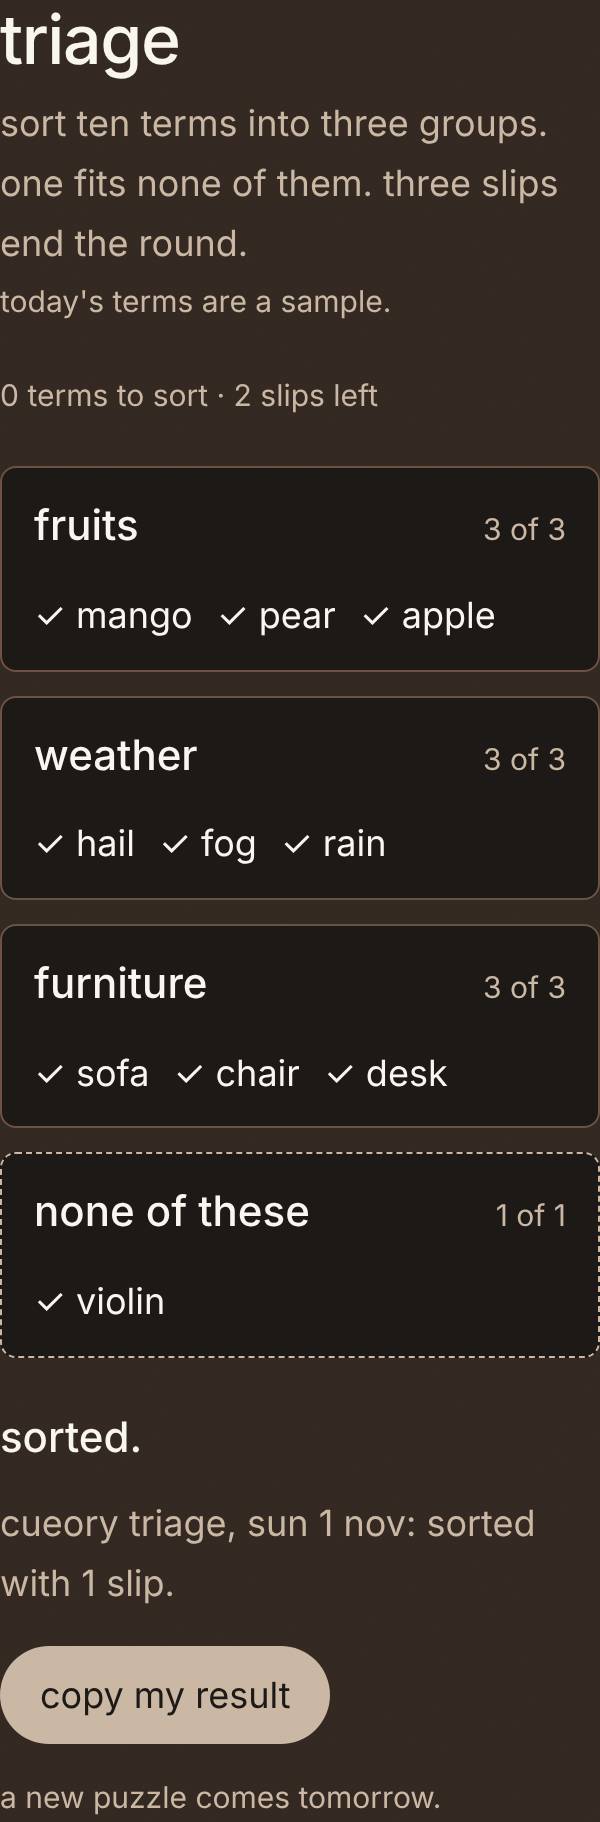 triage
sort ten terms into three groups.
one fits none of them. three slips
end the round.
today's terms are a sample.
0 terms to sort · 2 slips left
fruits 3 of 3
✓ mango ✓ pear ✓ apple
weather 3 of 3
✓ hail ✓ fog ✓ rain
furniture 3 of 3
✓ sofa ✓ chair ✓ desk
none of these 1 of 1
✓ violin
sorted.
cueory triage, sun 1 nov: sorted
with 1 slip.
copy my result
a new puzzle comes tomorrow.